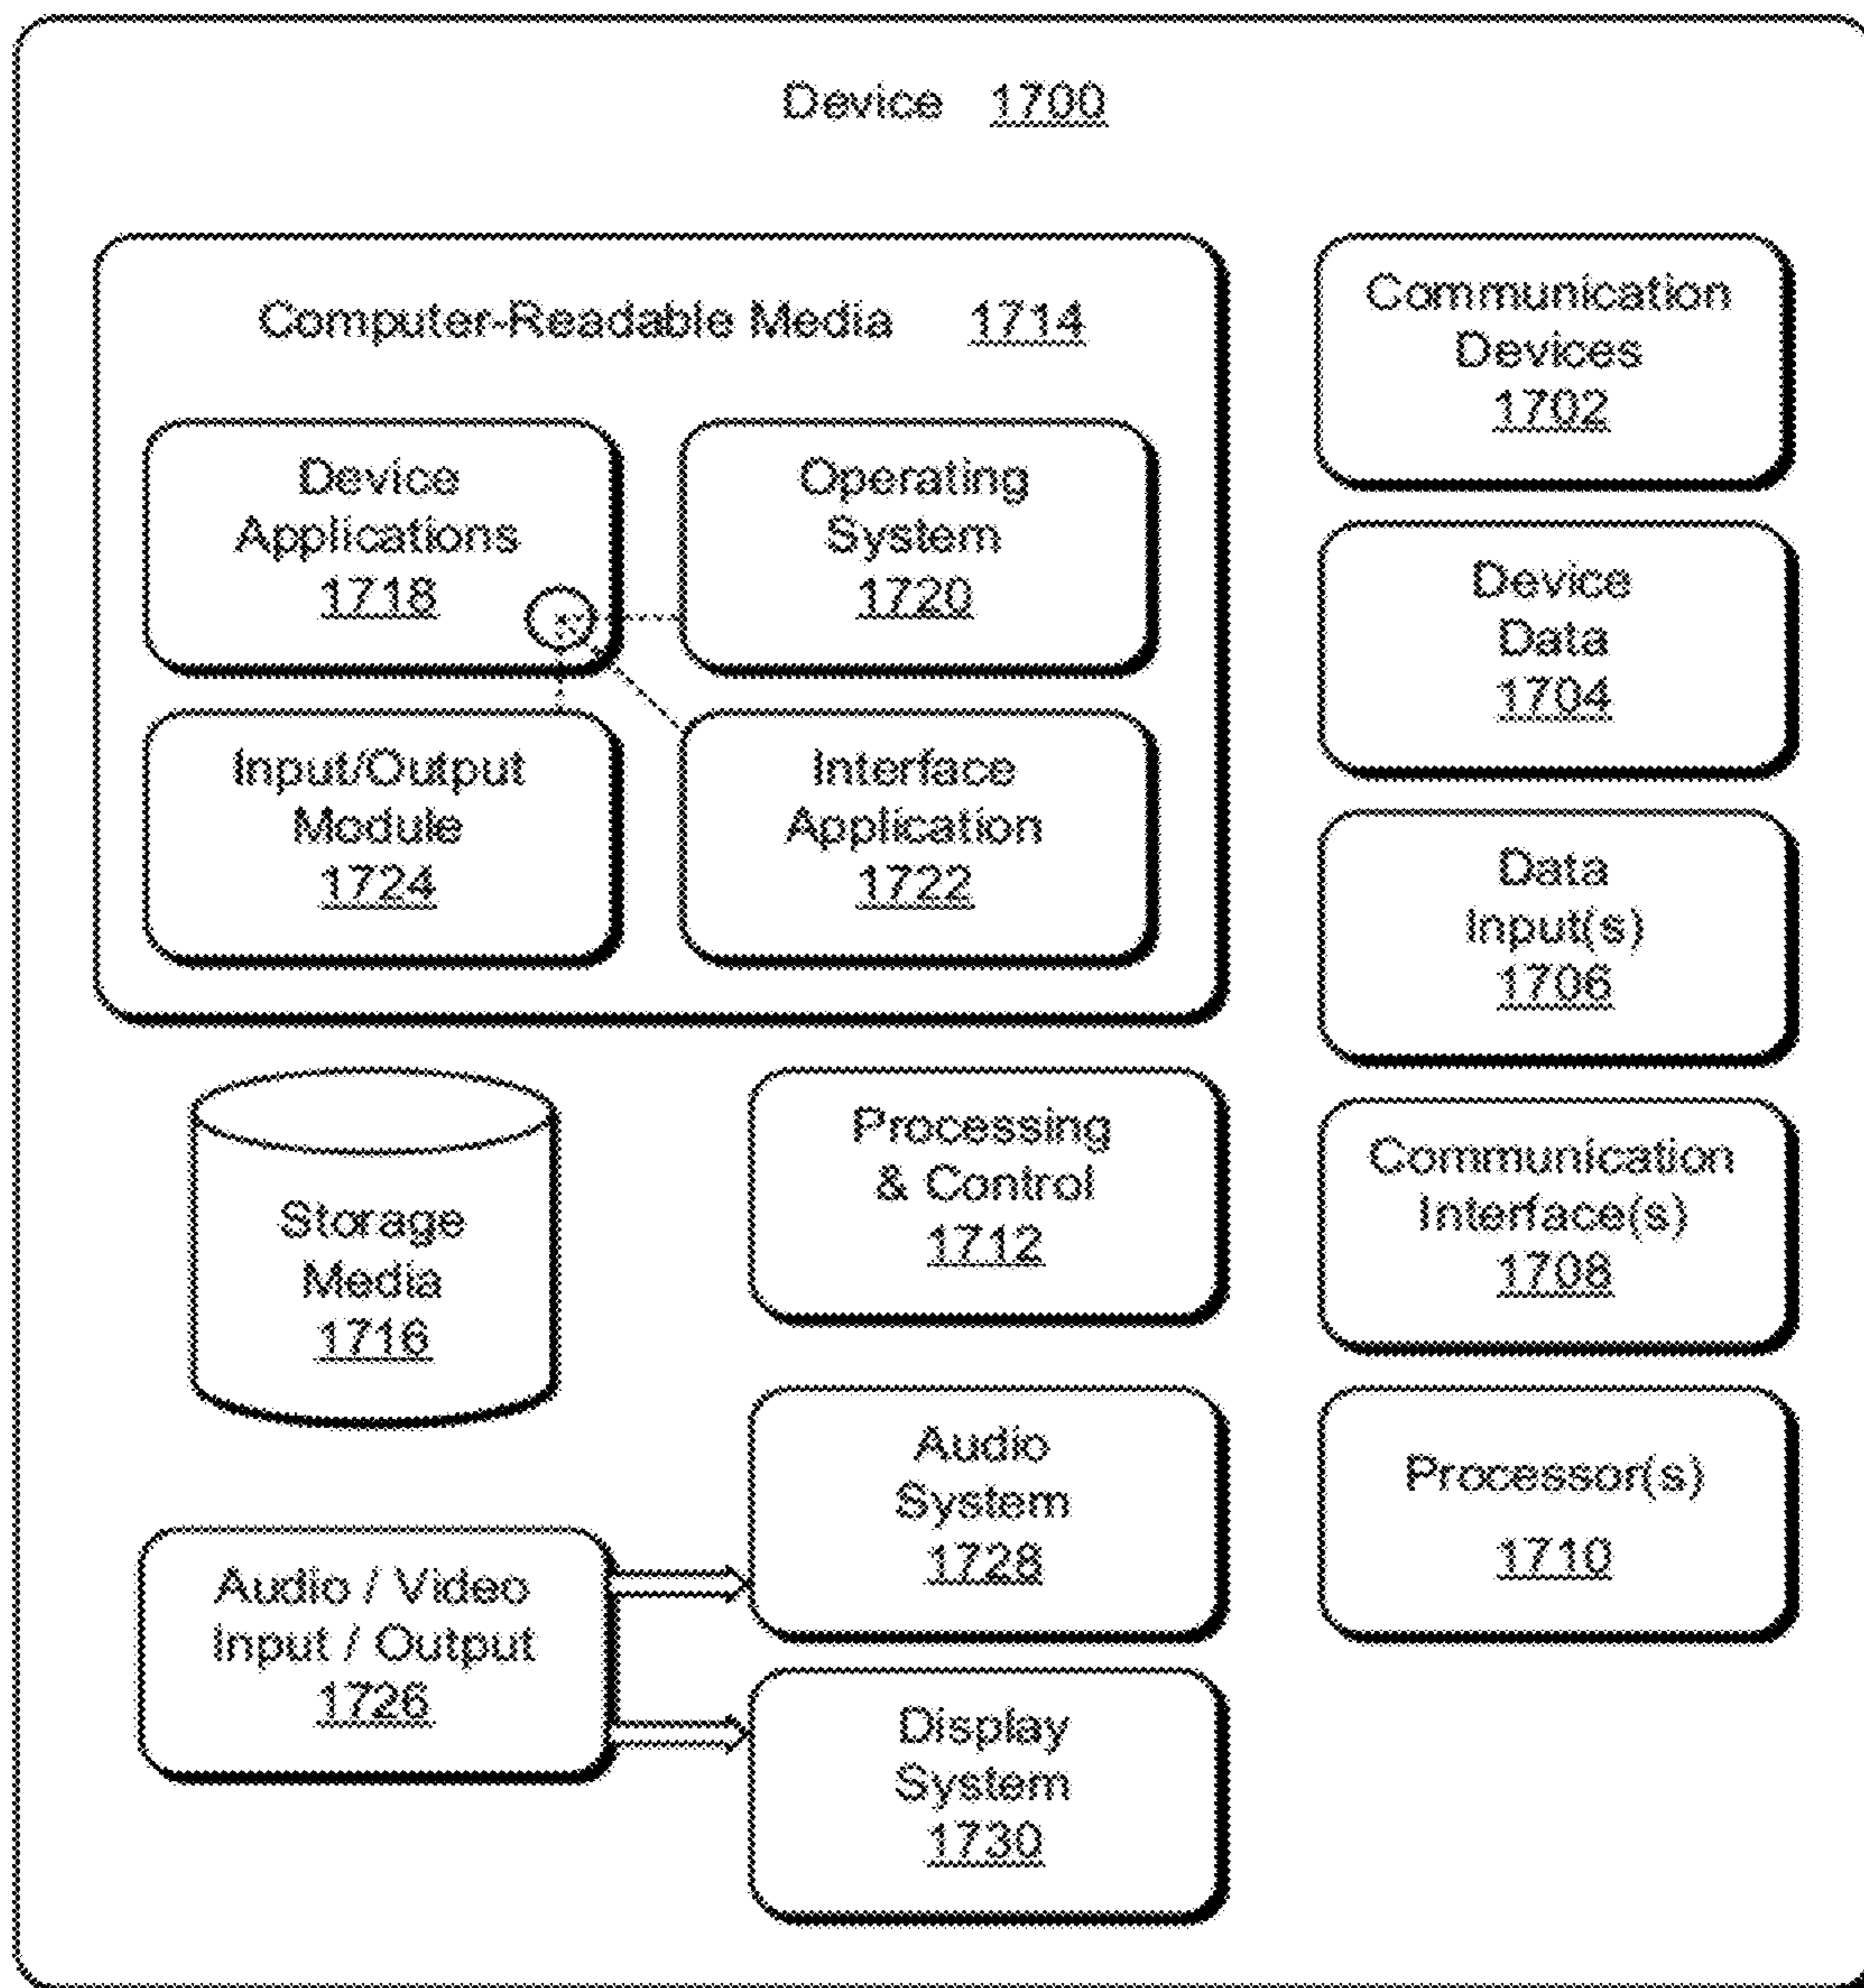 Device 1700
Computer-Readable Media 1714
Device
Applications
1718
Operating
System
1720
Input/Output
Module
1724
Interface
Application
1722
Storage
Media
1716
Processing
& Control
1712
Audio / Video
Input / Output
1726
Audio
System
1728
Display
System
1730
Communication
Devices
1702
Device
Data
1704
Data
Input(s)
1706
Communication
Interface(s)
1708
Processor(s)
1710